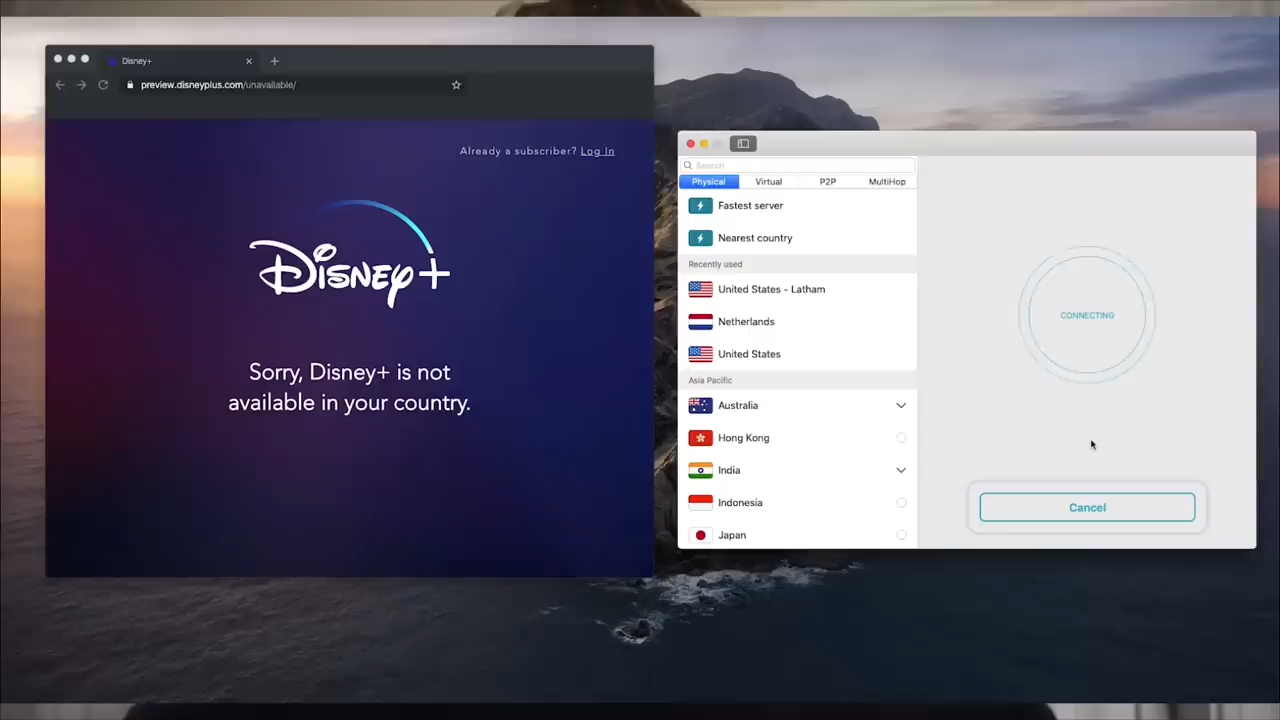 Disney+
preview.disneyplus.com/unavailable/
Already a subscriber? Log In
Disney+
Sorry, Disney+ is not
available in your country.
Search
Physical
Virtual
P2P
MultiHop
Fastest server
Nearest country
Recently used
United States - Latham
Netherlands
United States
Asia Pacific
Australia
Hong Kong
India
Indonesia
Japan
CONNECTING
Cancel